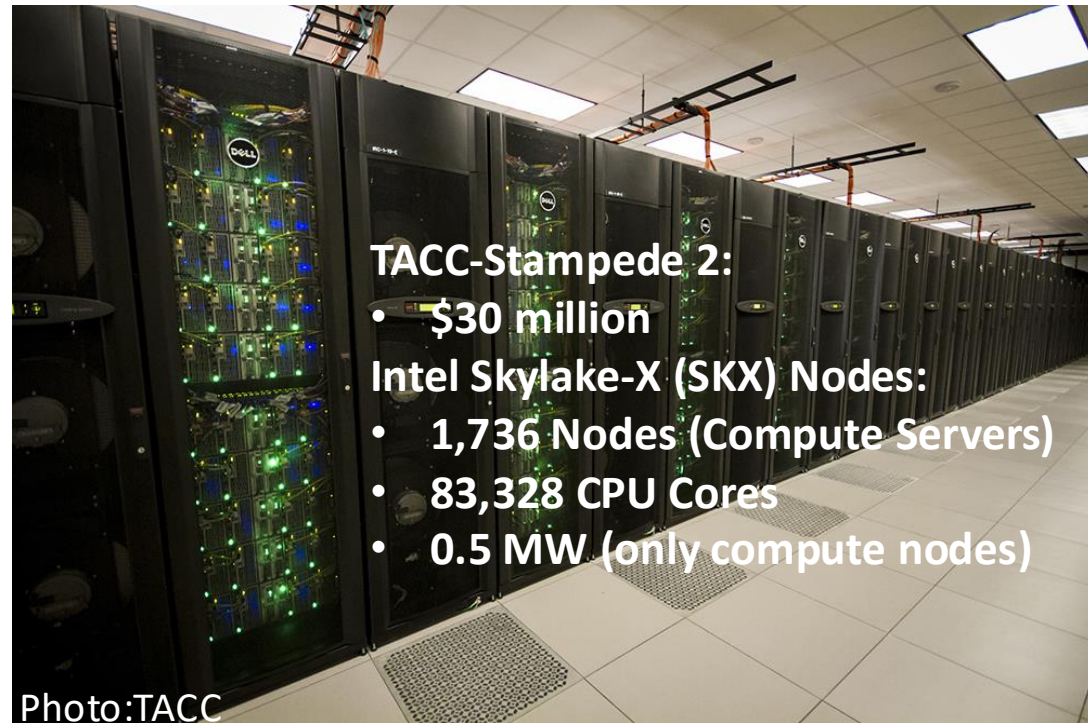 DELL
TACC-Stampede 2:
• $30 million
Intel Skylake-X (SKX) Nodes:
• 1,736 Nodes (Compute Servers)
• 83,328 CPU Cores
• 0.5 MW (only compute nodes)
Photo:TACC